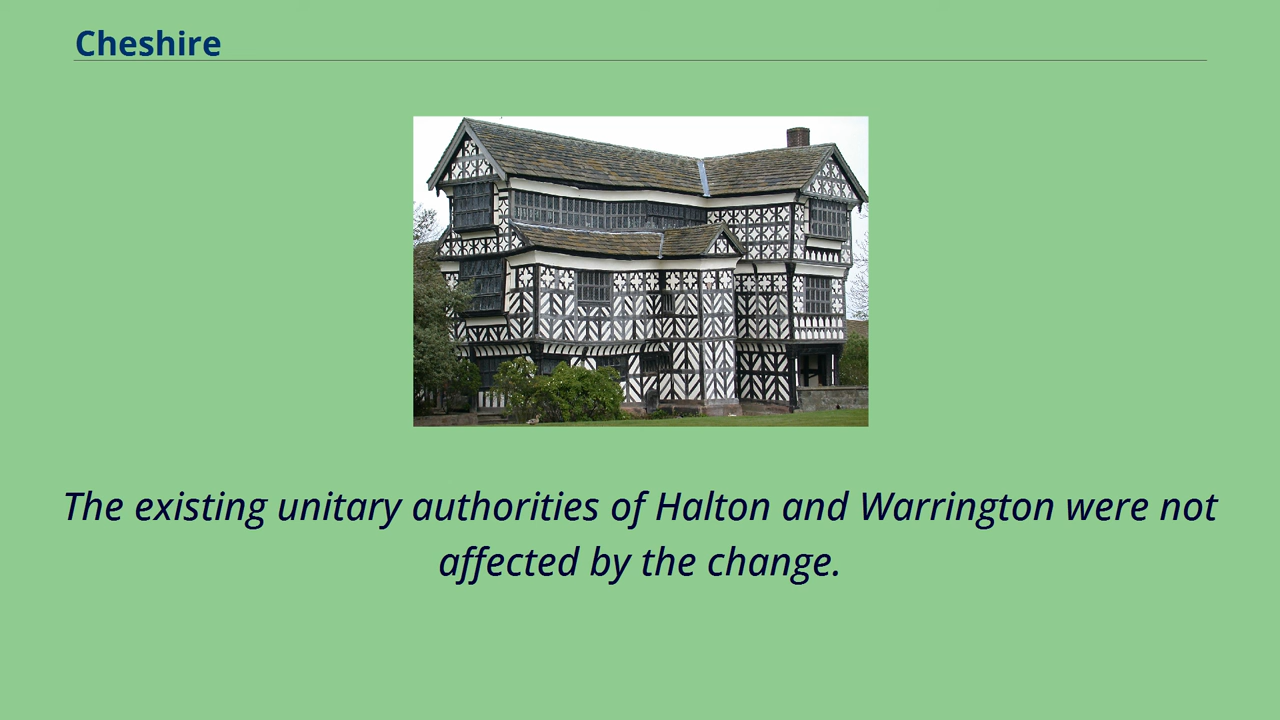 Cheshire
The existing unitary authorities of Halton and Warrington were not
affected by the change.